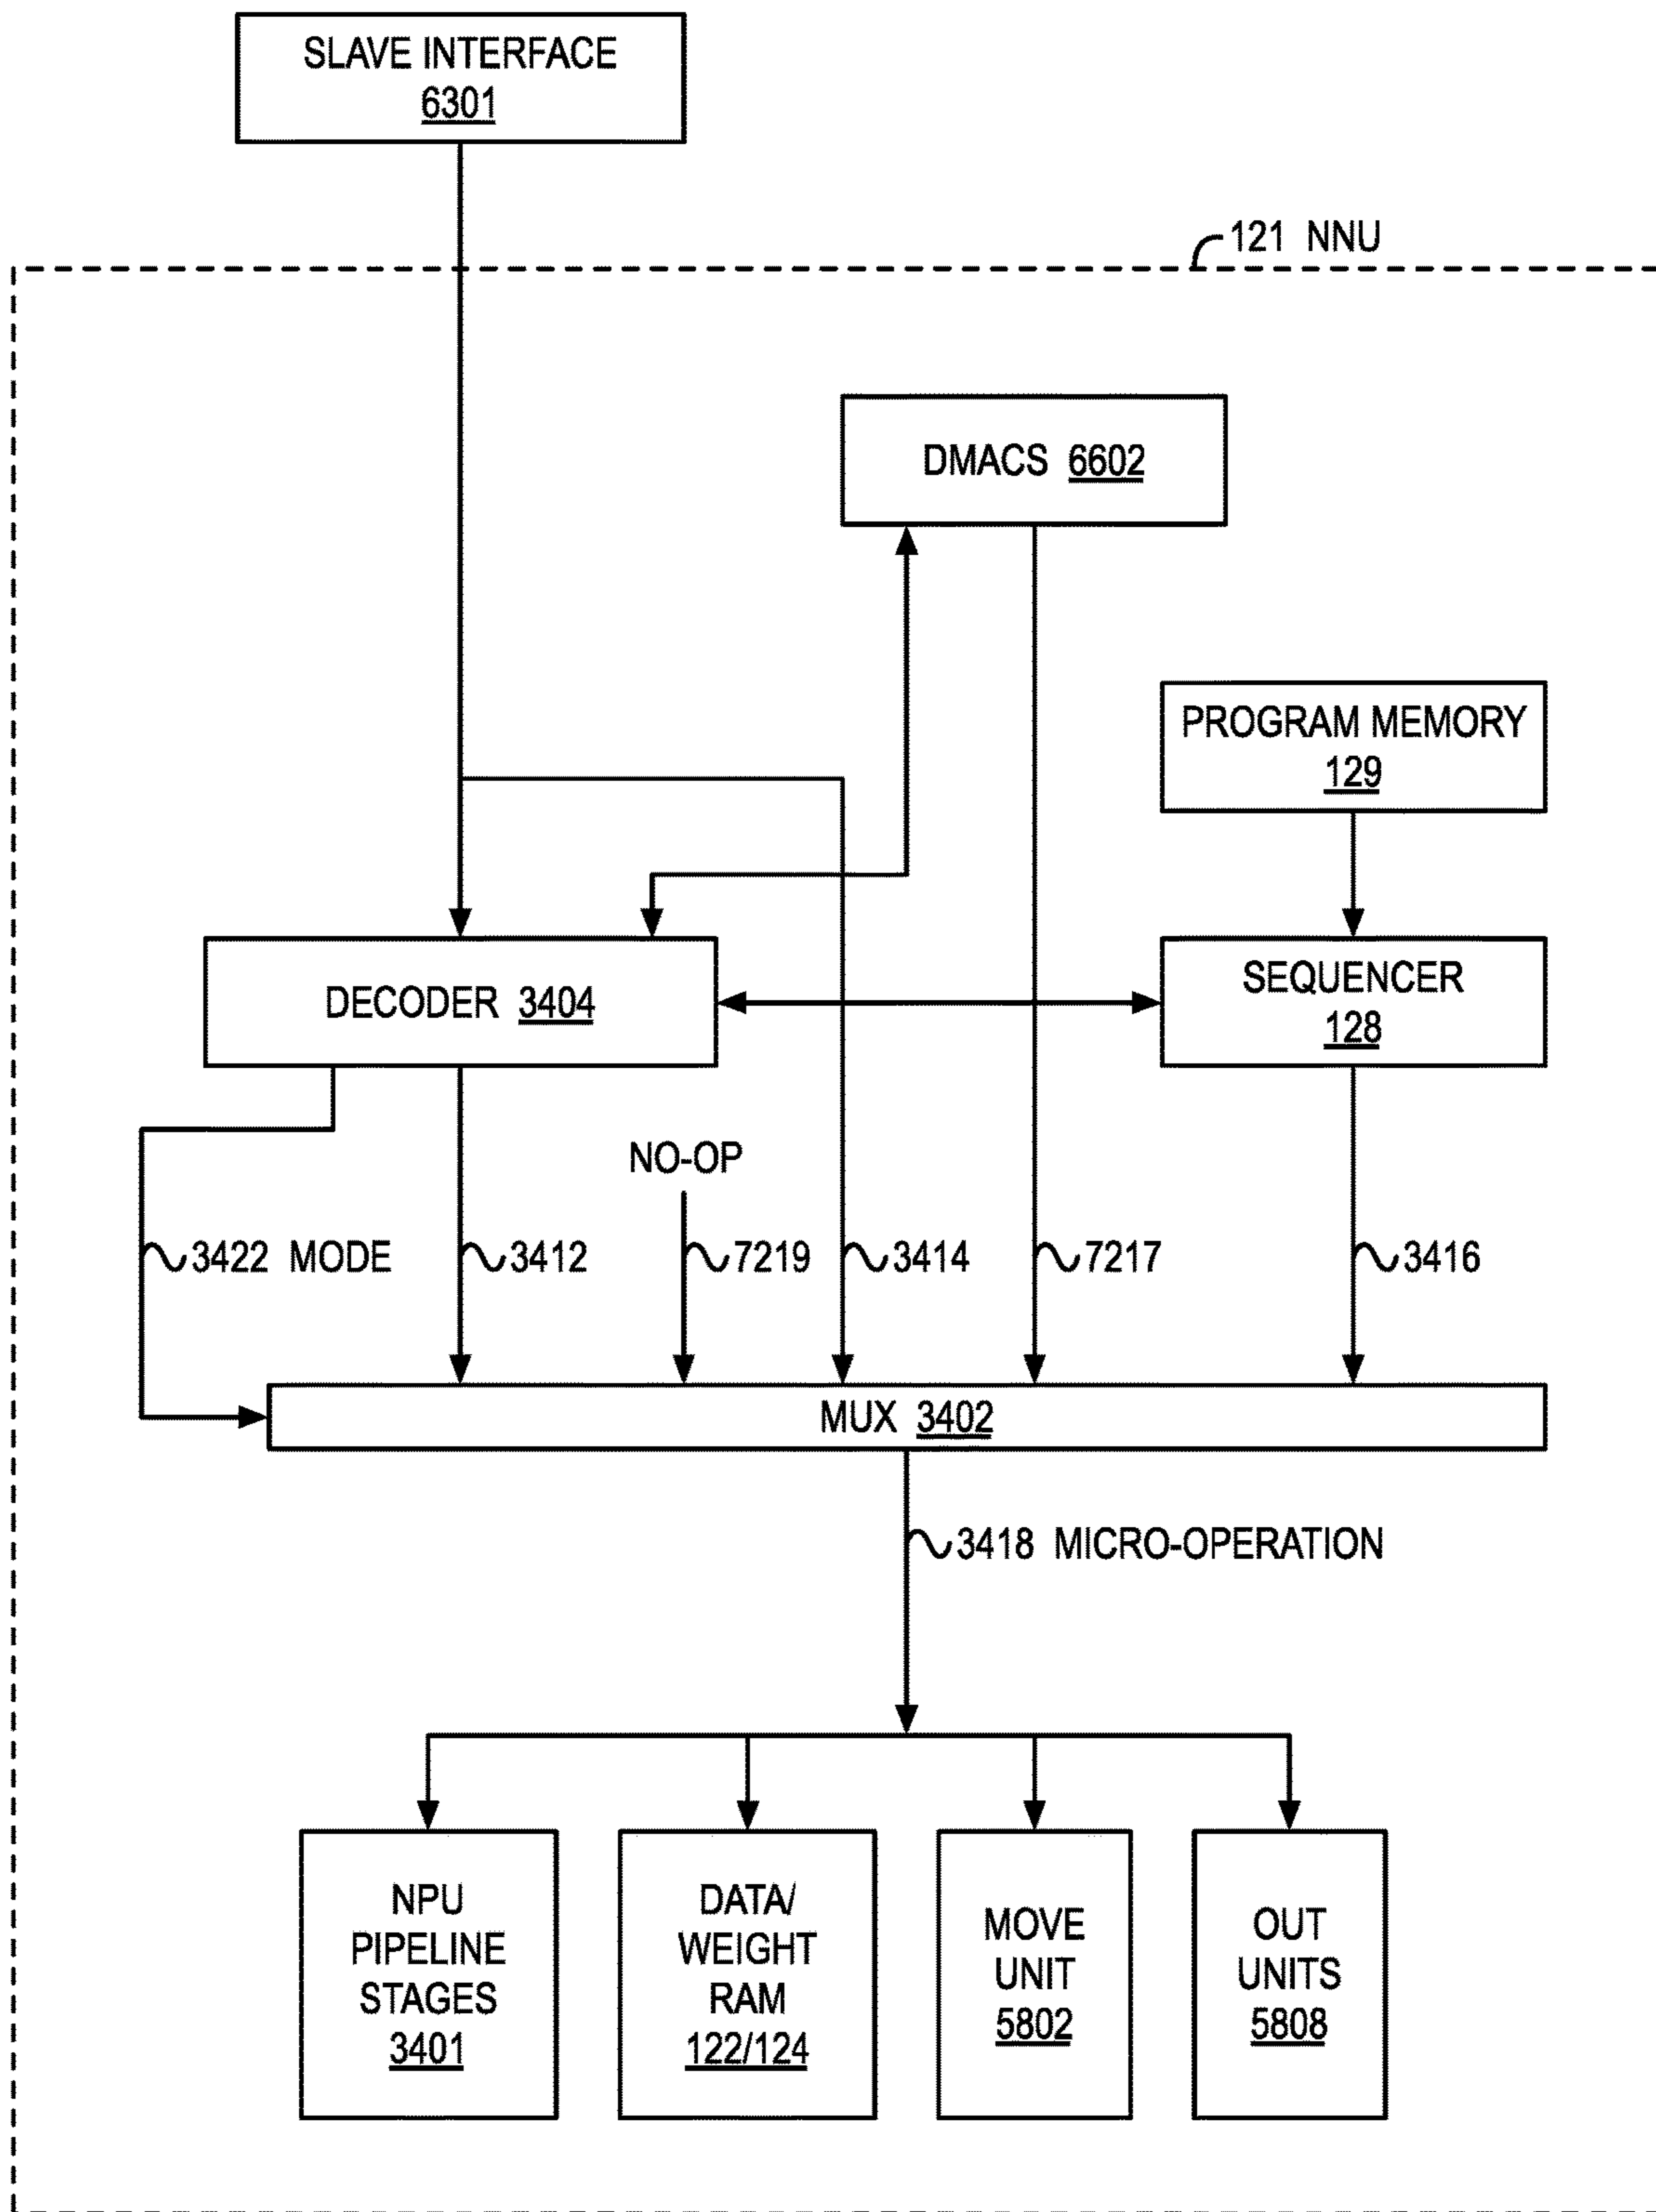 SLAVE INTERFACE
6301
121 NNU
DMACS 6602
PROGRAM MEMORY
129
DECODER 3404
SEQUENCER
128
NO-OP
3422 MODE
3412
7219
3414
7217
3416
MUX 3402
3418 MICRO-OPERATION
NPU
PIPELINE
STAGES
3401
DATA/
WEIGHT
RAM
122/124
MOVE
UNIT
5802
OUT
UNITS
5808